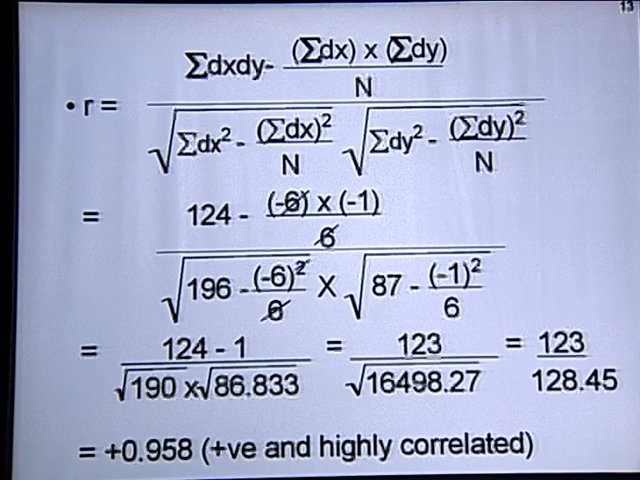 13
Σdxdy- (Σdx) x (Σdy)
N
• r =
√Σdx² - (Σdx)² √Σdy² - (Σdy)²
N N
= 124 - (-6) x (-1)
6
√196 - (-6)² X √87 - (-1)²
6 6
= 124 - 1 = 123 = 123
√190 x√86.833 √16498.27 128.45
= +0.958 (+ve and highly correlated)